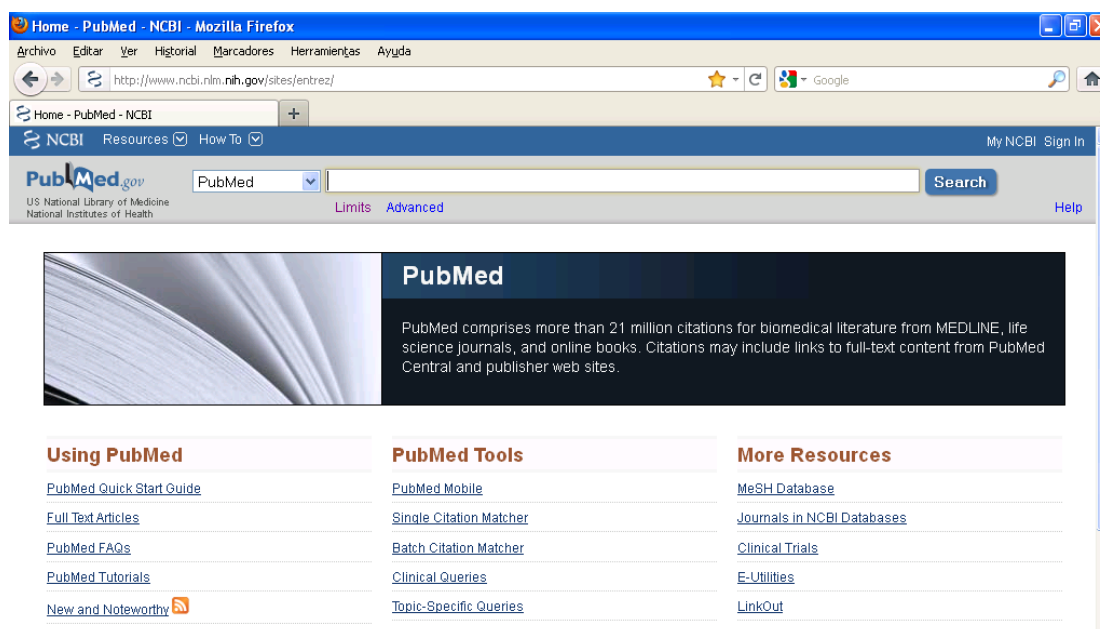 Home - PubMed - NCBI - Mozilla Firefox
Archivo Editar Ver Historial Marcadores Herramientas Ayuda
http://www.ncbi.nlm.nih.gov/sites/entrez/ Google
Home - PubMed - NCBI +
NCBI Resources How To My NCBI Sign In
PubMed.gov PubMed Search
US National Library of Medicine
National Institutes of Health
Limits Advanced Help
PubMed
PubMed comprises more than 21 million citations for biomedical literature from MEDLINE, life
science journals, and online books. Citations may include links to full-text content from PubMed
Central and publisher web sites.
Using PubMed
PubMed Quick Start Guide
Full Text Articles
PubMed FAQs
PubMed Tutorials
New and Noteworthy
PubMed Tools
PubMed Mobile
Single Citation Matcher
Batch Citation Matcher
Clinical Queries
Topic-Specific Queries
More Resources
MeSH Database
Journals in NCBI Databases
Clinical Trials
E-Utilities
LinkOut